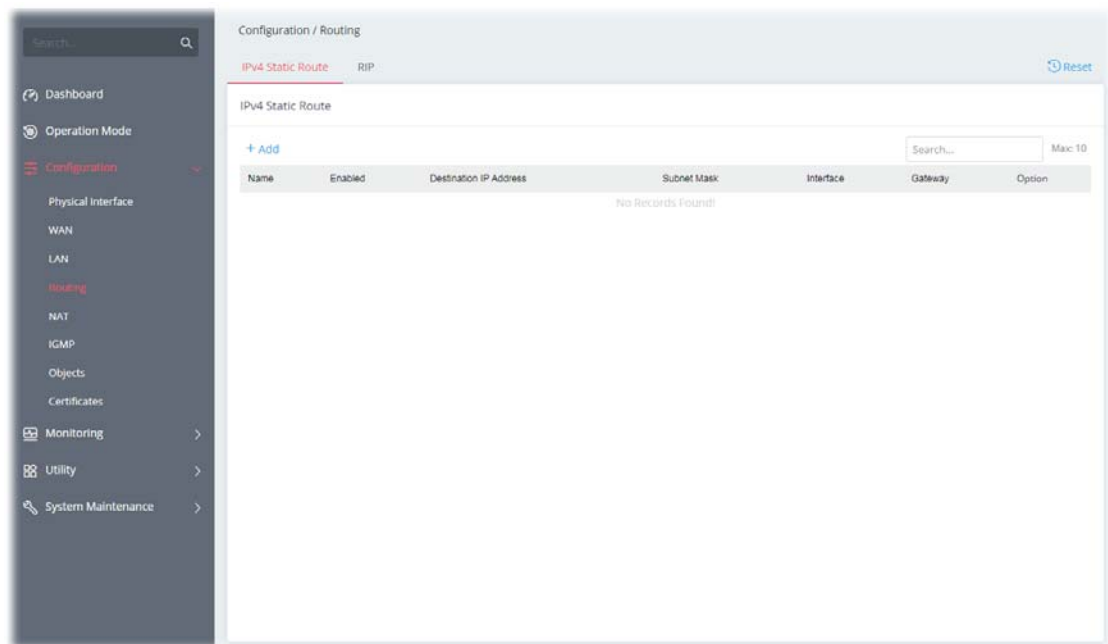 Search...
Dashboard
Operation Mode
Configuration
Physical Interface
WAN
LAN
Routing
NAT
IGMP
Objects
Certificates
Monitoring
Utility
System Maintenance
Configuration / Routing
IPv4 Static Route RIP Reset
IPv4 Static Route
+ Add Search... Max: 10
Name Enabled Destination IP Address Subnet Mask Interface Gateway Option
No Records Found!